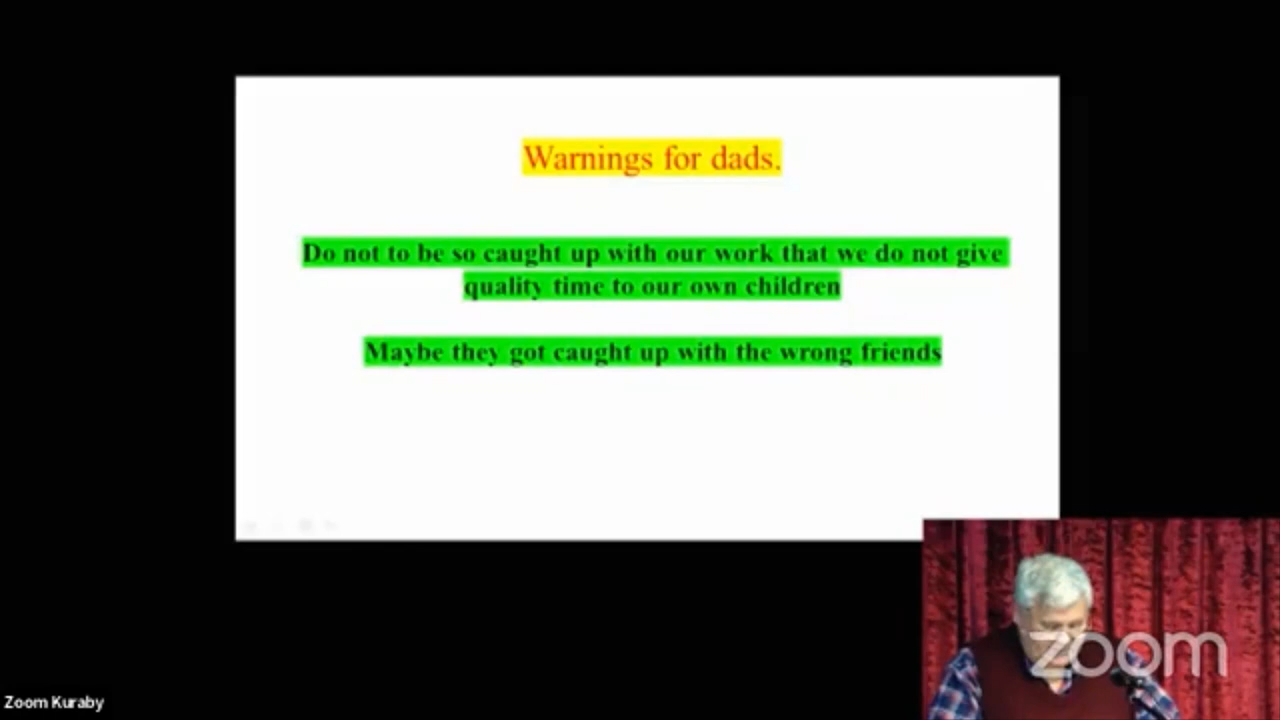 Warnings for dads.
Do not to be so caught up with our work that we do not give
quality time to our own children
Maybe they got caught up with the wrong friends
zoom
Zoom Kuraby